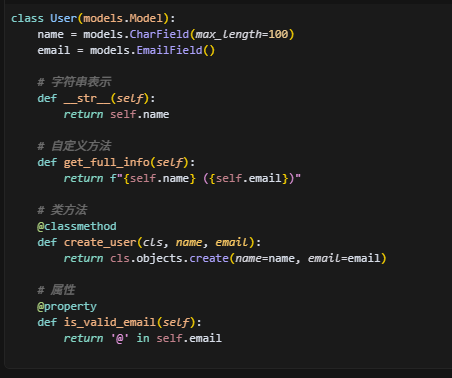 class User(models.Model):
    name = models.CharField(max_length=100)
    email = models.EmailField()

    # 字符串表示
    def __str__(self):
        return self.name

    # 自定义方法
    def get_full_info(self):
        return f"{self.name} ({self.email})"

    # 类方法
    @classmethod
    def create_user(cls, name, email):
        return cls.objects.create(name=name, email=email)

    # 属性
    @property
    def is_valid_email(self):
        return '@' in self.email